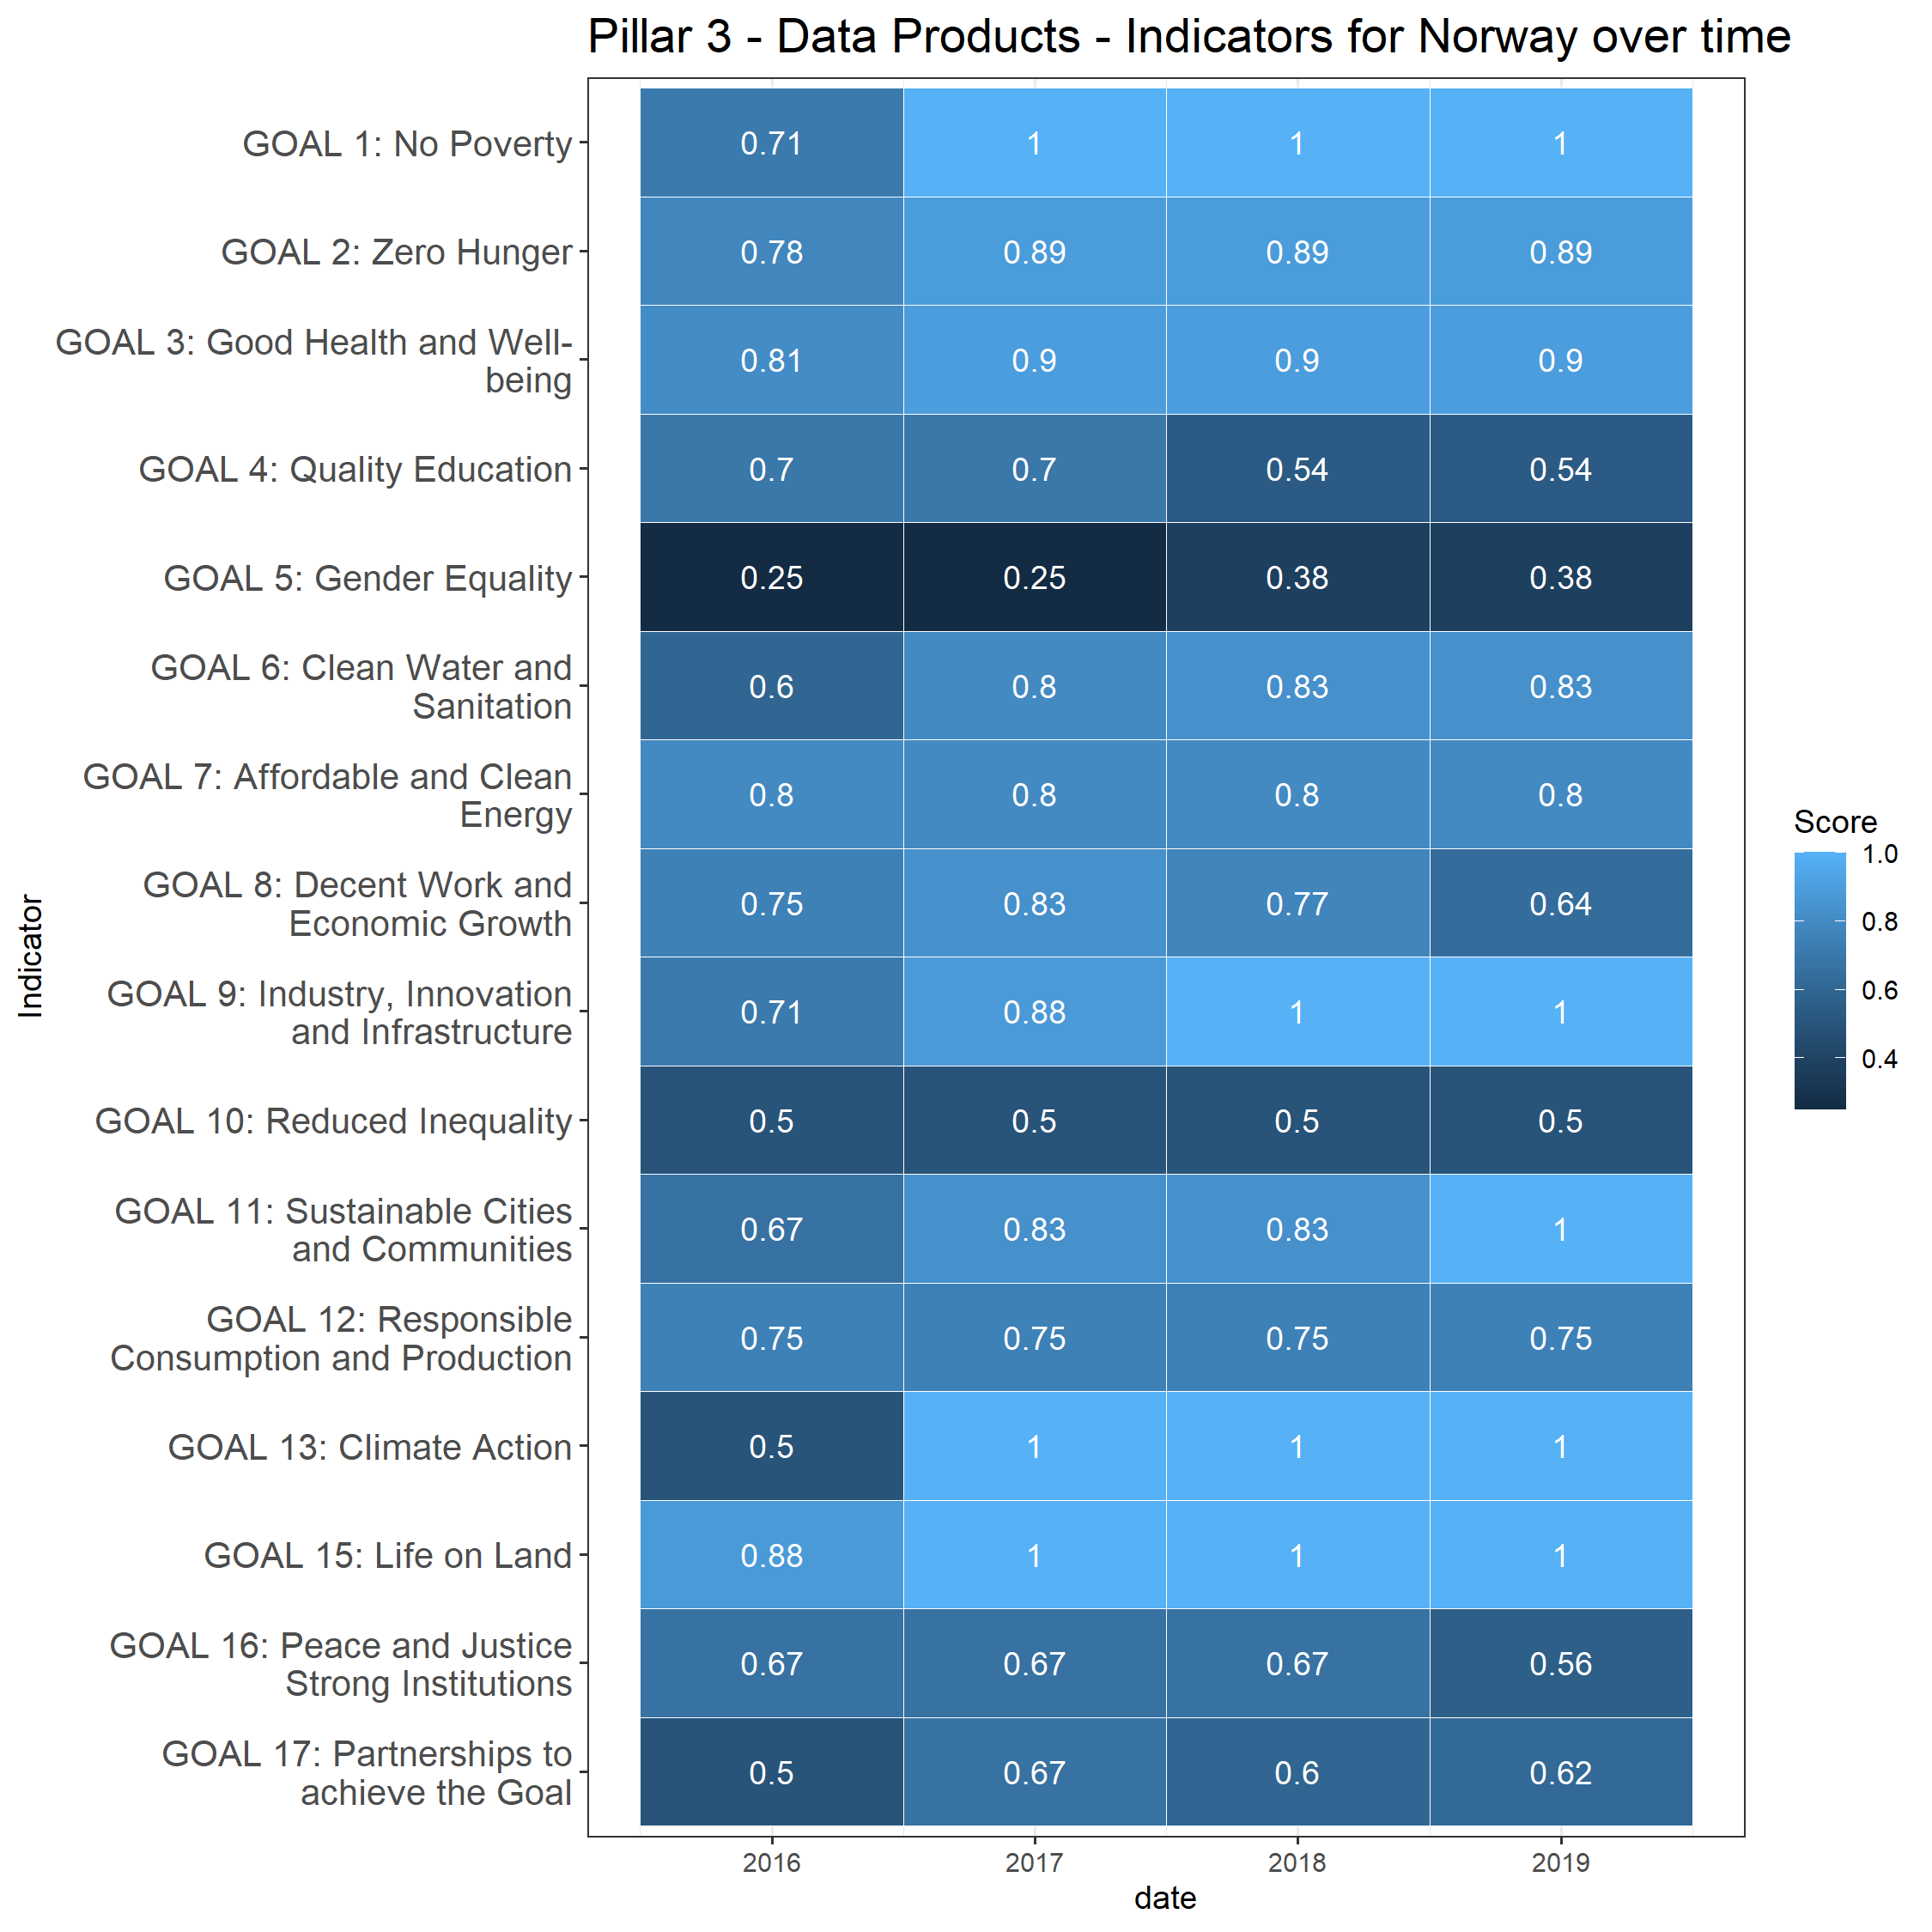 Pillar 3 - Data Products - Indicators for Norway over time
GOAL 1: No Poverty
0.71
1
1
1
GOAL 2: Zero Hunger
0.78
0.89
0.89
0.89
GOAL 3: Good Health and Well-
being
0.81
0.9
0.9
0.9
GOAL 4: Quality Education
0.7
0.7
0.54
0.54
GOAL 5: Gender Equality
0.25
0.25
0.38
0.38
GOAL 6: Clean Water and
Sanitation
0.6
0.8
0.83
0.83
GOAL 7: Affordable and Clean
Energy
0.8
0.8
0.8
0.8
GOAL 8: Decent Work and
Economic Growth
0.75
0.83
0.77
0.64
GOAL 9: Industry, Innovation
and Infrastructure
0.71
0.88
1
1
GOAL 10: Reduced Inequality
0.5
0.5
0.5
0.5
GOAL 11: Sustainable Cities
and Communities
0.67
0.83
0.83
1
GOAL 12: Responsible
Consumption and Production
0.75
0.75
0.75
0.75
GOAL 13: Climate Action
0.5
1
1
1
GOAL 15: Life on Land
0.88
1
1
1
GOAL 16: Peace and Justice
Strong Institutions
0.67
0.67
0.67
0.56
GOAL 17: Partnerships to
achieve the Goal
0.5
0.67
0.6
0.62
2016
2017
2018
2019
date
Indicator
Score
1.0
0.8
0.6
0.4